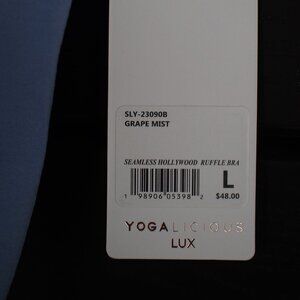 SLY-23090B
GRAPE MIST
SEAMLESS HOLLYWOOD RUFFLE BRA
L
1 98906 05398 2
$48.00
YOGALICIOUS
LUX